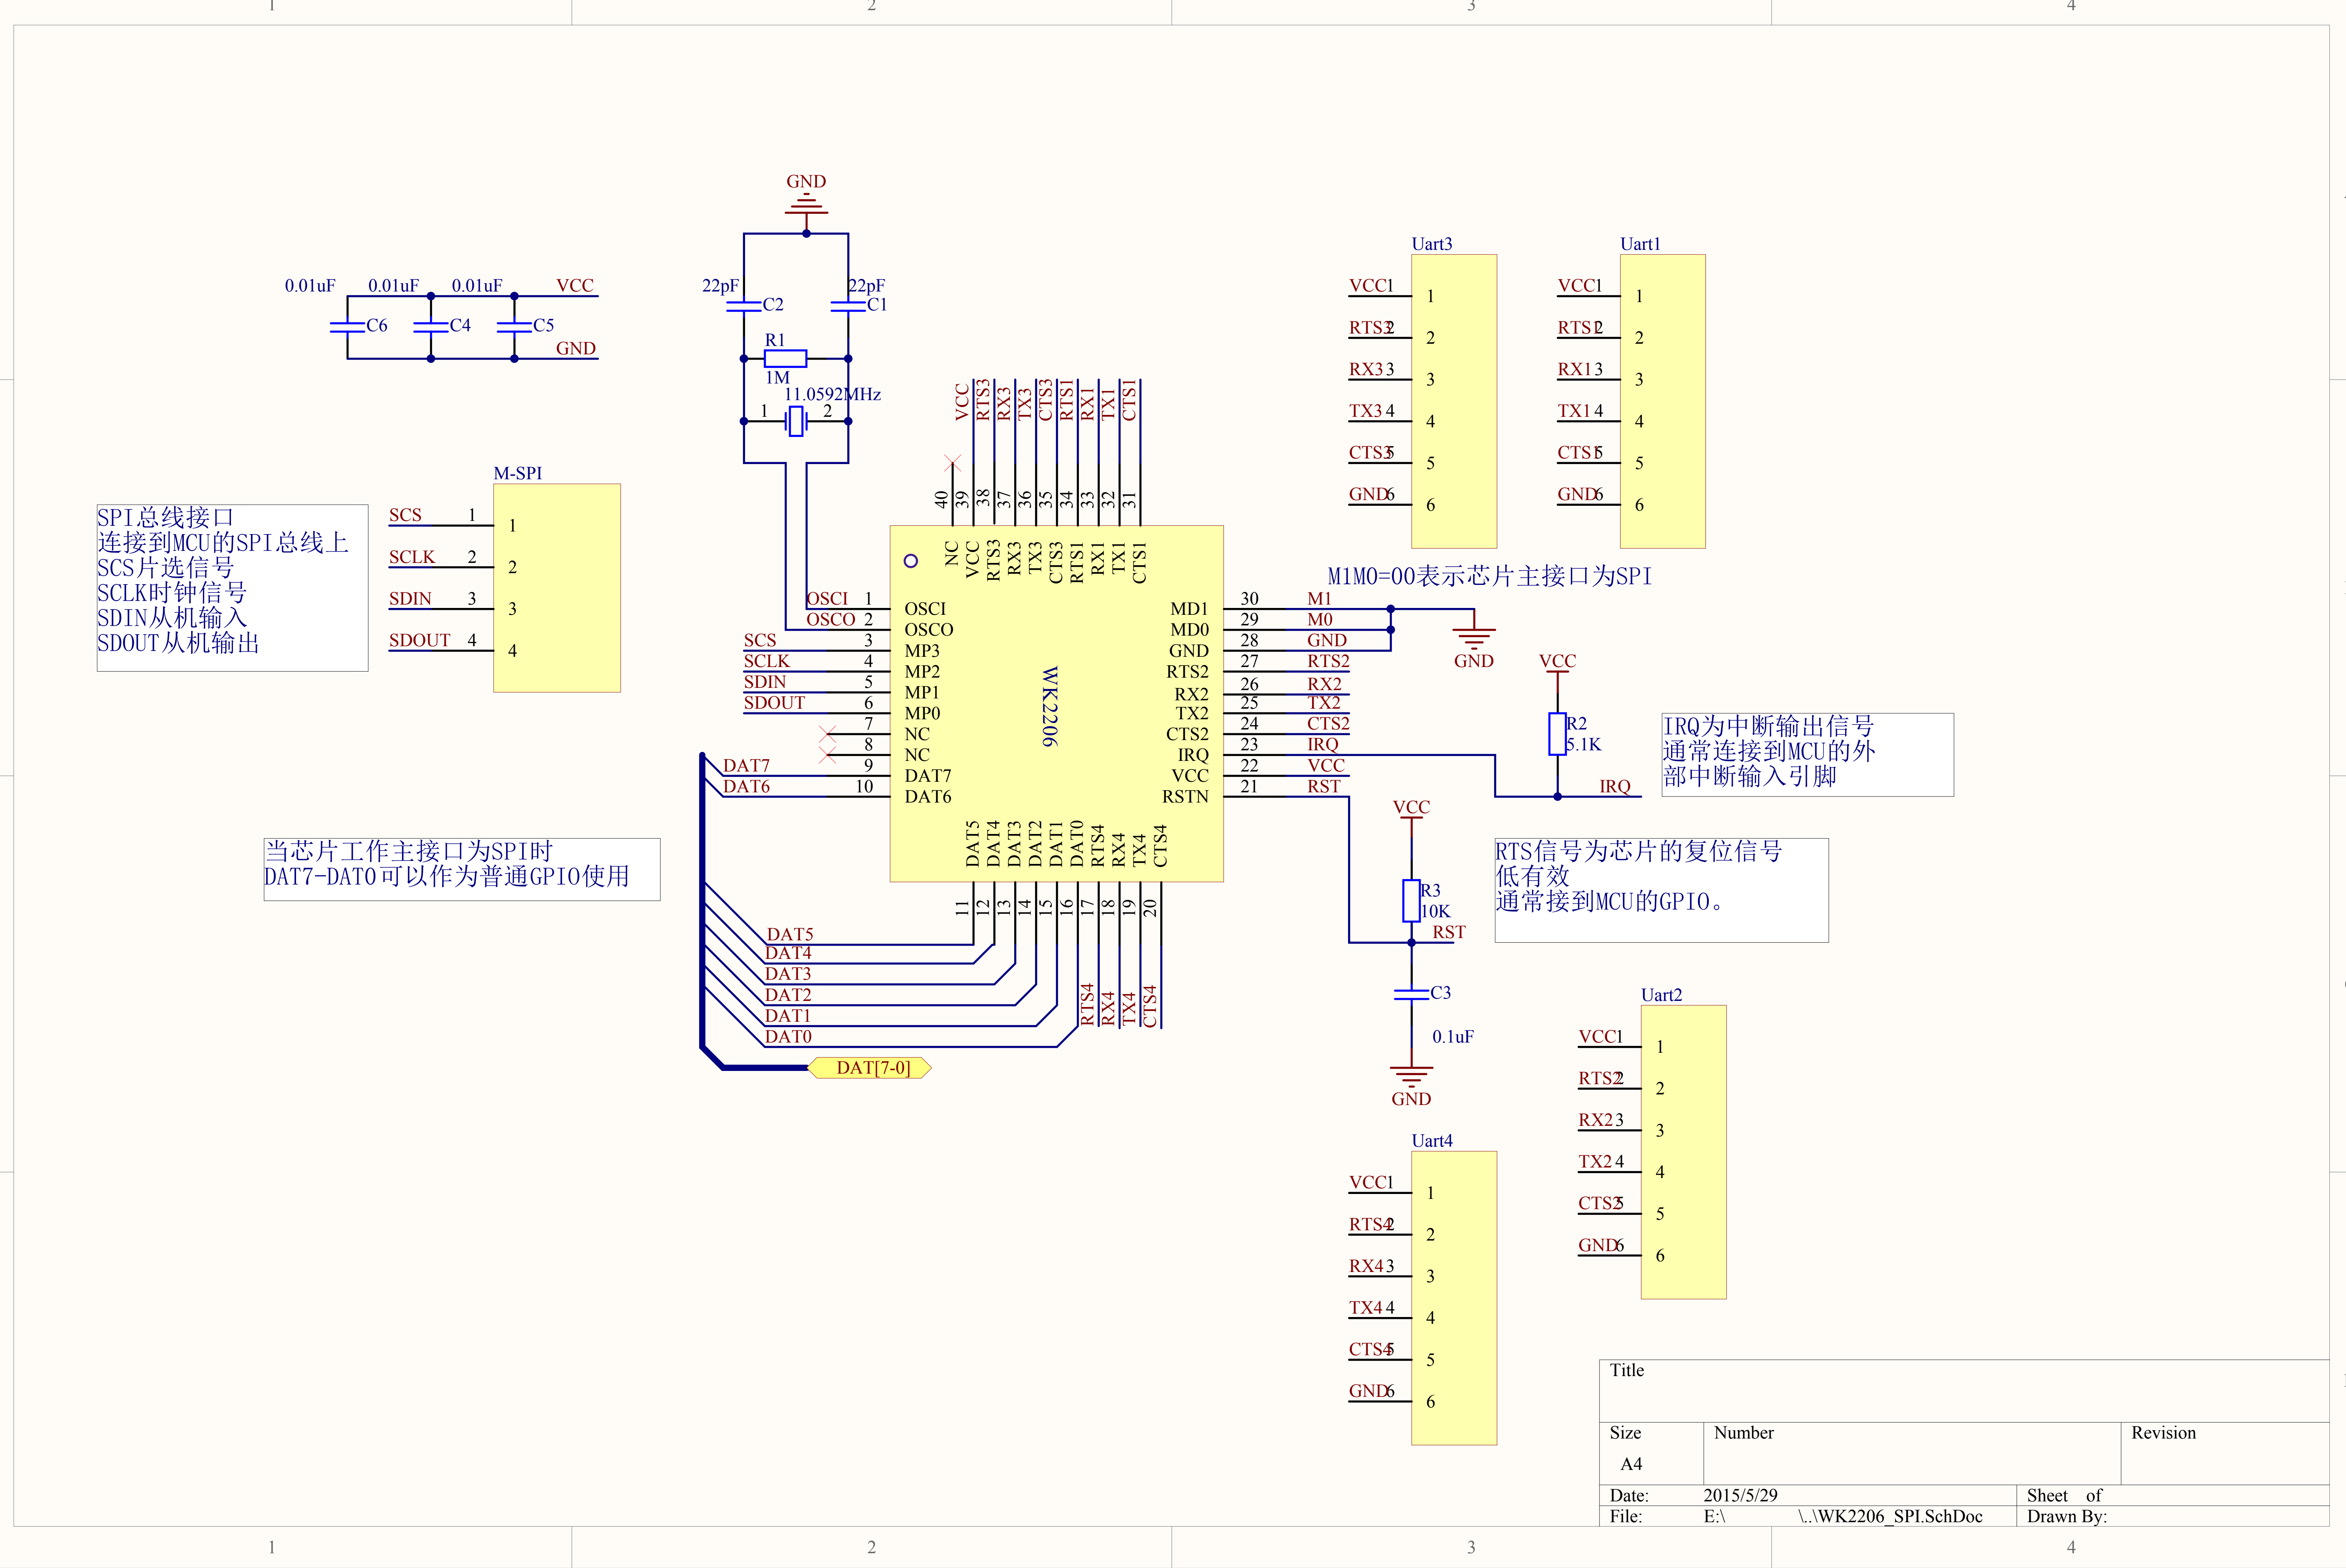 1
2
3
4
GND
22pF
C2
22pF
C1
R1
1M
11.0592MHz
1
2
0.01uF
0.01uF
0.01uF
VCC
C6
C4
C5
GND
M-SPI
SCS 1 1
SCLK 2 2
SDIN 3 3
SDOUT 4 4
SPI总线接口
连接到MCU的SPI总线上
SCS片选信号
SCLK时钟信号
SDIN从机输入
SDOUT从机输出
当芯片工作主接口为SPI时
DAT7-DAT0可以作为普通GPIO使用
VCC
RTS3
RX3
TX3
CTS3
RTS1
RX1
TX1
CTS1
40
39
38
37
36
35
34
33
32
31
NC
VCC
RTS3
RX3
TX3
CTS3
RTS1
RX1
TX1
CTS1
OSCI 1 OSCI
OSCO 2 OSCO
SCS 3 MP3
SCLK 4 MP2
SDIN 5 MP1
SDOUT 6 MP0
7 NC
8 NC
DAT7 9 DAT7
DAT6 10 DAT6
WK2206
MD1 30 M1
MD0 29 M0
GND 28 GND
RTS2 27 RTS2
RX2 26 RX2
TX2 25 TX2
CTS2 24 CTS2
IRQ 23 IRQ
VCC 22 VCC
RSTN 21 RST
DAT5
DAT4
DAT3
DAT2
DAT1
DAT0
RTS4
RX4
TX4
CTS4
11
12
13
14
15
16
17
18
19
20
DAT5
DAT4
DAT3
DAT2
DAT1
DAT0
RTS4
RX4
TX4
CTS4
DAT[7-0]
Uart3
VCC1 1
RTS3 2 2
RX3 3 3
TX3 4 4
CTS3 5 5
GND6 6
Uart1
VCC1 1
RTS1 2 2
RX1 3 3
TX1 4 4
CTS1 5 5
GND6 6
M1M0=00表示芯片主接口为SPI
GND
VCC
R2
5.1K
IRQ
IRQ为中断输出信号
通常连接到MCU的外
部中断输入引脚
VCC
R3
10K
RST
C3
0.1uF
GND
RTS信号为芯片的复位信号
低有效
通常接到MCU的GPIO。
Uart2
VCC1 1
RTS2 2 2
RX2 3 3
TX2 4 4
CTS2 5 5
GND6 6
Uart4
VCC1 1
RTS4 2 2
RX4 3 3
TX4 4 4
CTS4 5 5
GND6 6
Title
Size
A4
Number
Revision
Date: 2015/5/29 Sheet of
File: E:\ \..\WK2206_SPI.SchDoc Drawn By:
1
2
3
4